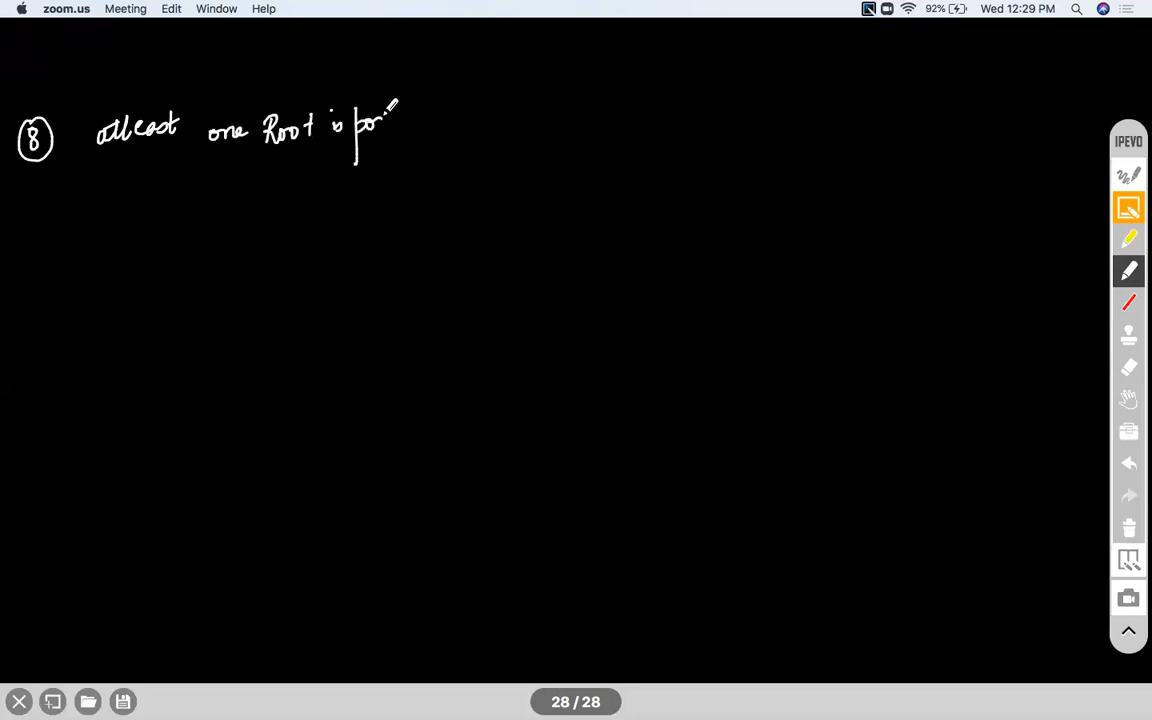 zoom.us Meeting Edit Window Help 92% Wed 12:29 PM
8 atleast one Root is pos
IPEVO
28 / 28